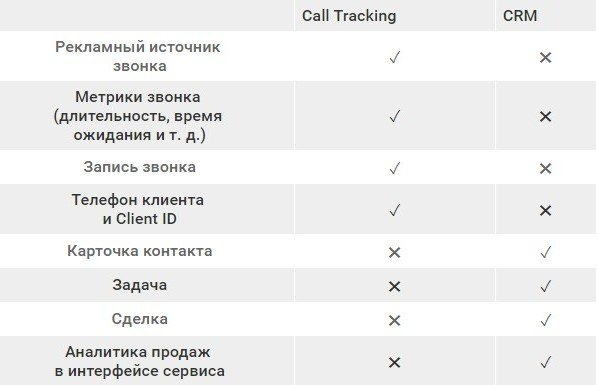 Call Tracking CRM
Рекламный источник
звонка ✓ ✕
Метрики звонка
(длительность, время
ожидания и т. д.) ✓ ✕
Запись звонка ✓ ✕
Телефон клиента
и Client ID ✓ ✕
Карточка контакта ✕ ✓
Задача ✕ ✓
Сделка ✕ ✓
Аналитика продаж
в интерфейсе сервиса ✕ ✓